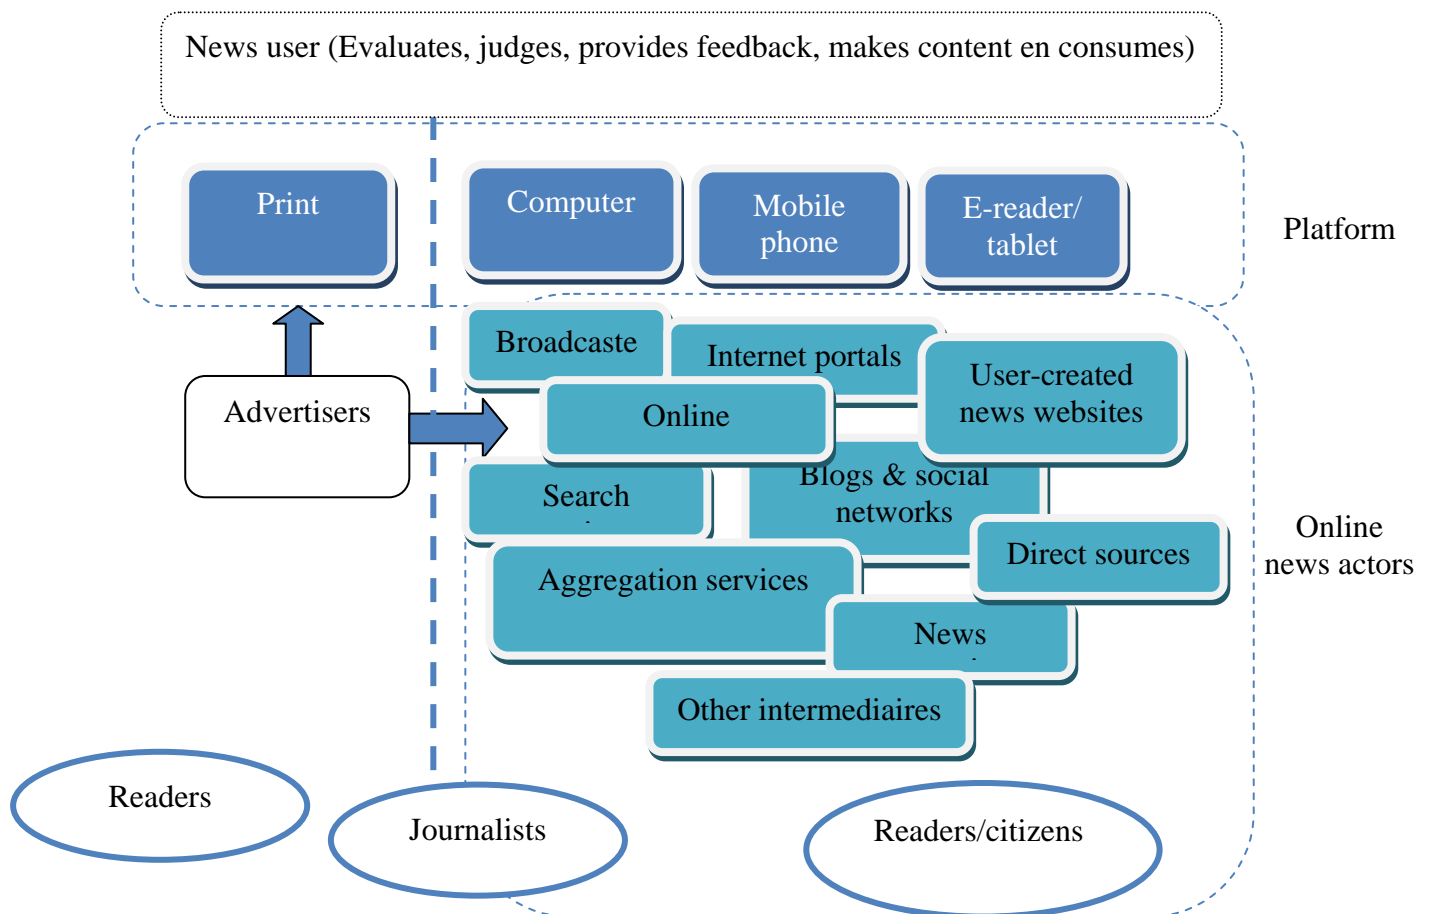 News user (Evaluates, judges, provides feedback, makes content en consumes)
Print
Computer
Mobile
phone
E-reader/
tablet
Platform
Broadcaste
Internet portals
User-created
news websites
Advertisers
Online
Search
Blogs & social
networks
Direct sources
Online
news actors
Aggregation services
News
Other intermediaires
Readers
Journalists
Readers/citizens